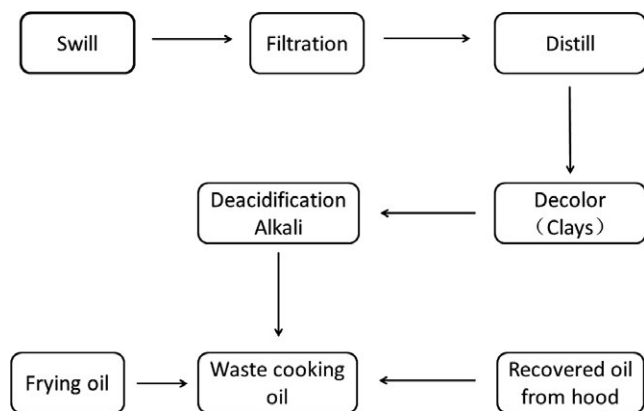 Swill
Filtration
Distill
Decolor
（Clays）
Deacidification
Alkali
Frying oil
Waste cooking
oil
Recovered oil
from hood